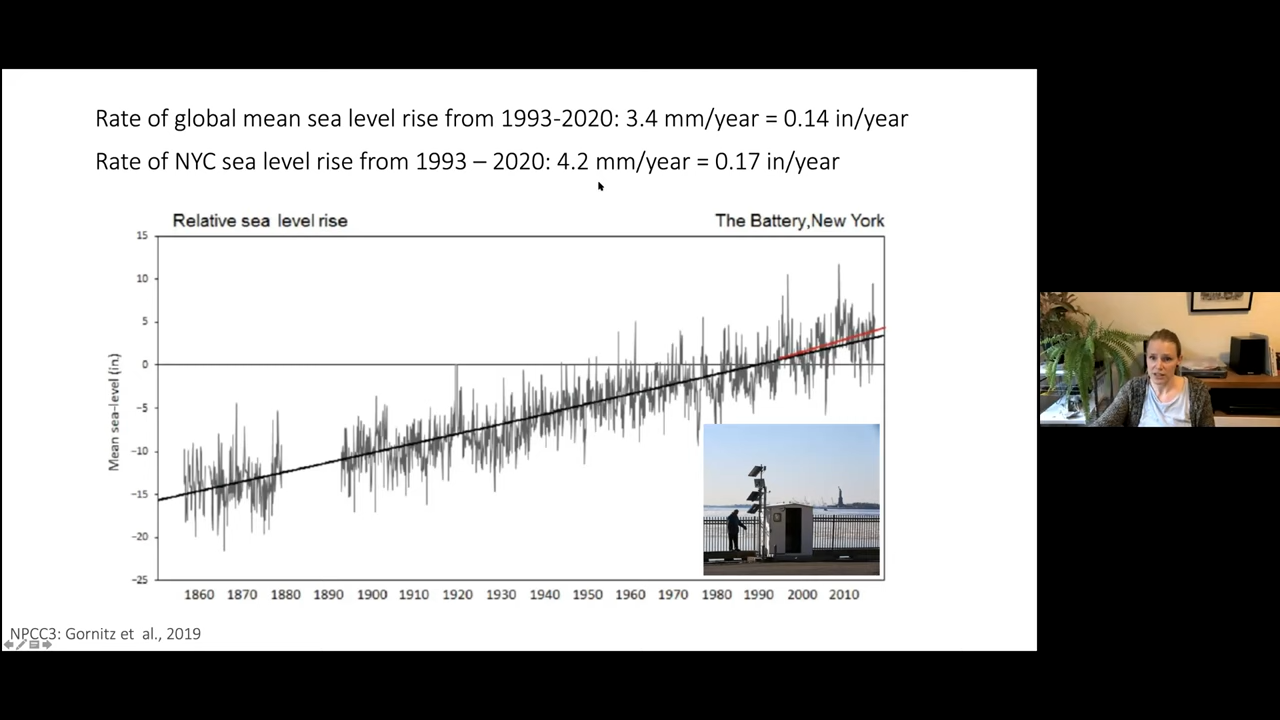 Rate of global mean sea level rise from 1993-2020: 3.4 mm/year = 0.14 in/year
Rate of NYC sea level rise from 1993 – 2020: 4.2 mm/year = 0.17 in/year
Relative sea level rise The Battery,New York
Mean sea-level (in.)
15
10
5
0
−5
−10
−15
−20
−25
1860 1870 1880 1890 1900 1910 1920 1930 1940 1950 1960 1970 1980 1990 2000 2010
NPCC3: Gornitz et al., 2019